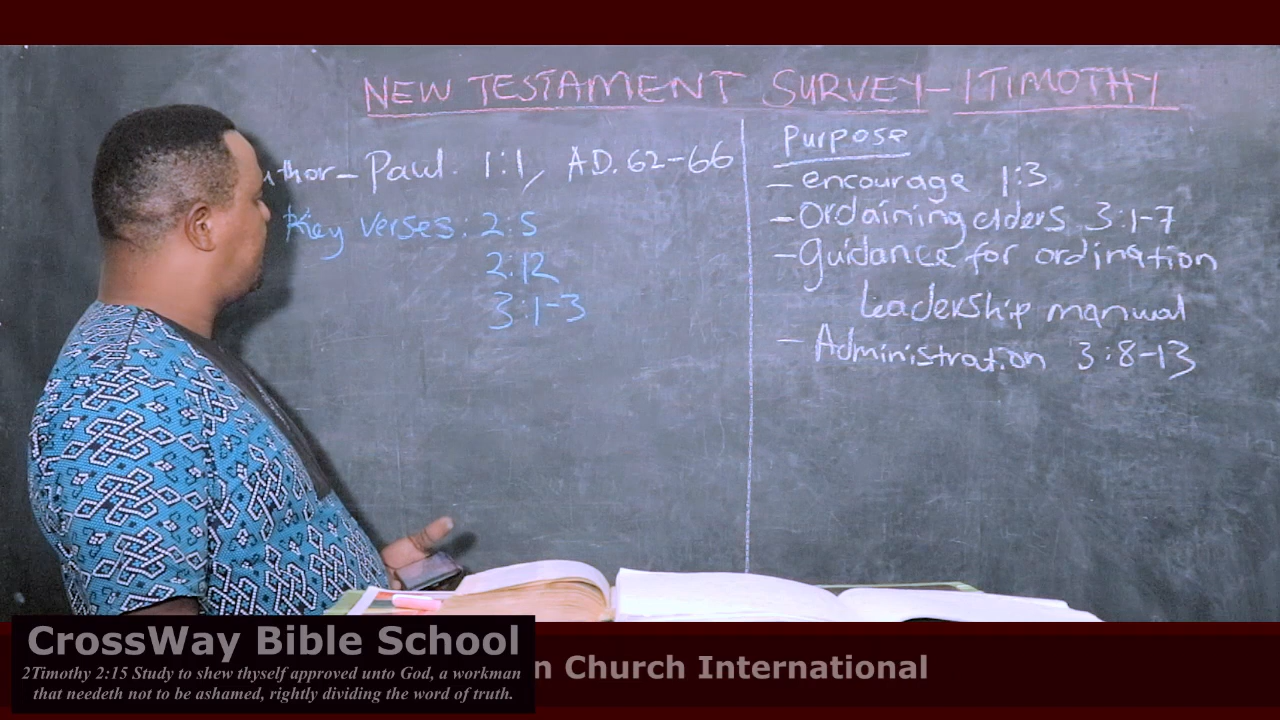 NEW TESTAMENT SURVEY - 1 TIMOTHY
uthor - Paul. 1:1, A.D. 62-66
Key verses: 2:5
2:12
3:1-3
Purpose
- encourage 1:3
- Ordaining elders 3:1-7
- Guidance for ordination
Leadership manual
- Administration 3:8-13
CrossWay Bible School
2Timothy 2:15 Study to shew thyself approved unto God, a workman
that needeth not to be ashamed, rightly dividing the word of truth.
n Church International